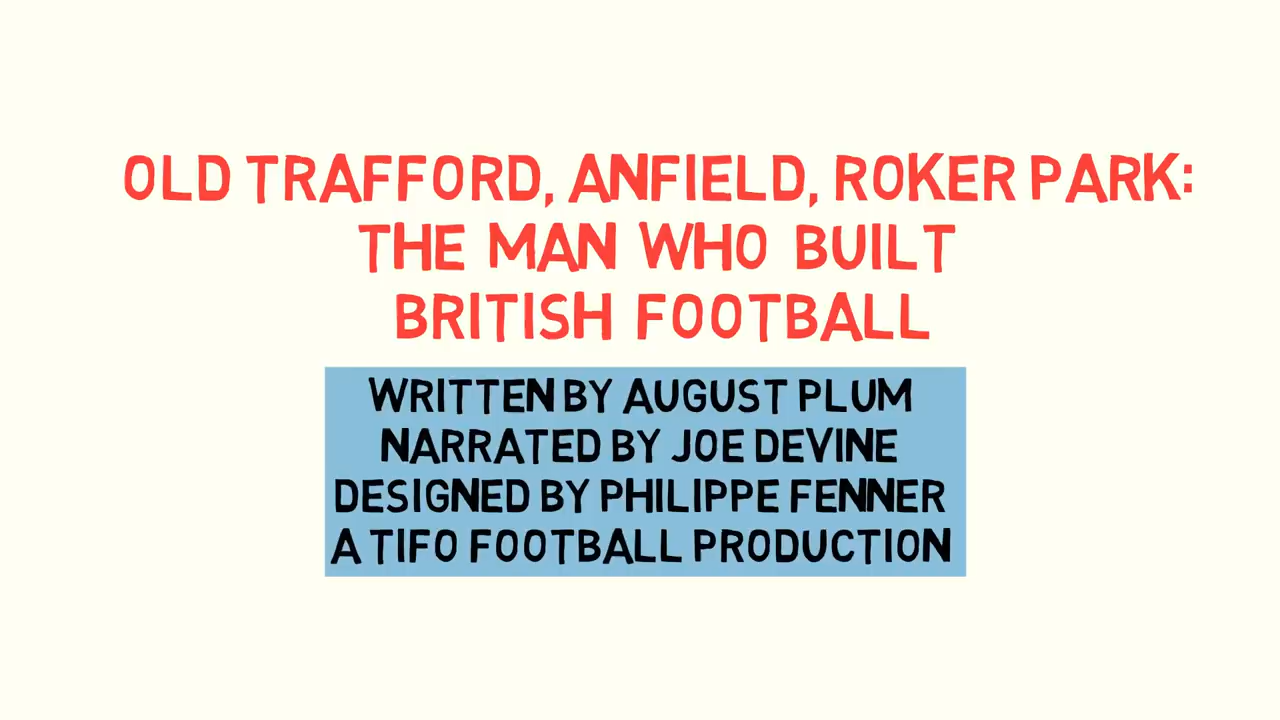 OLD TRAFFORD, ANFIELD, ROKER PARK:
THE MAN WHO BUILT
BRITISH FOOTBALL
WRITTEN BY AUGUST PLUM
NARRATED BY JOE DEVINE
DESIGNED BY PHILIPPE FENNER
A TIFO FOOTBALL PRODUCTION